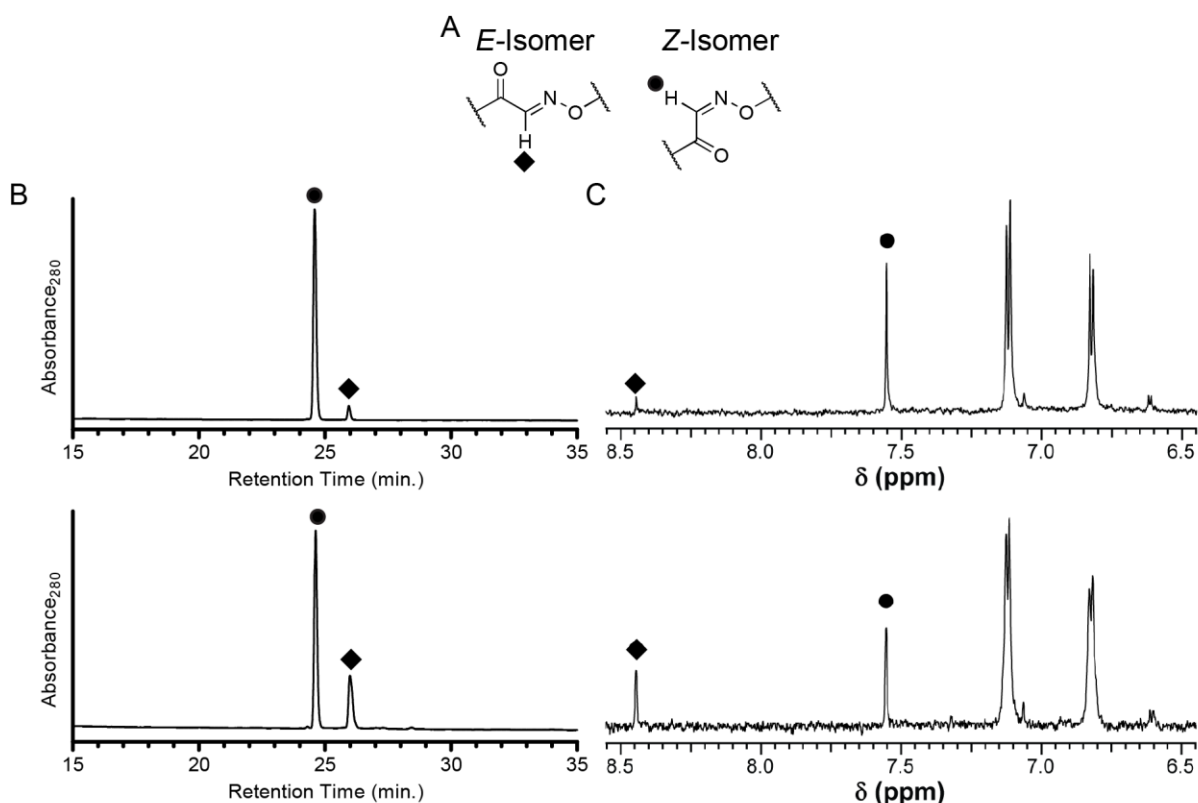 A
E-Isomer Z-Isomer
O
N
O
H
H
N
O
O
B
C
Absorbance280
15 20 25 30 35
Retention Time (min.)
8.5 8.0 7.5 7.0 6.5
δ (ppm)
Absorbance280
15 20 25 30 35
Retention Time (min.)
8.5 8.0 7.5 7.0 6.5
δ (ppm)